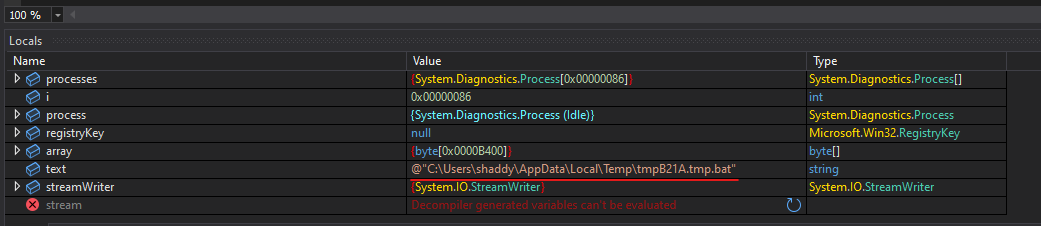 100 %
Locals
Name Value Type
processes {System.Diagnostics.Process[0x00000086]} System.Diagnostics.Process[]
i 0x00000086 int
process {System.Diagnostics.Process (Idle)} System.Diagnostics.Process
registryKey null Microsoft.Win32.RegistryKey
array {byte[0x0000B400]} byte[]
text @"C:\Users\shaddy\AppData\Local\Temp\tmpB21A.tmp.bat" string
streamWriter {System.IO.StreamWriter} System.IO.StreamWriter
stream Decompiler generated variables can't be evaluated